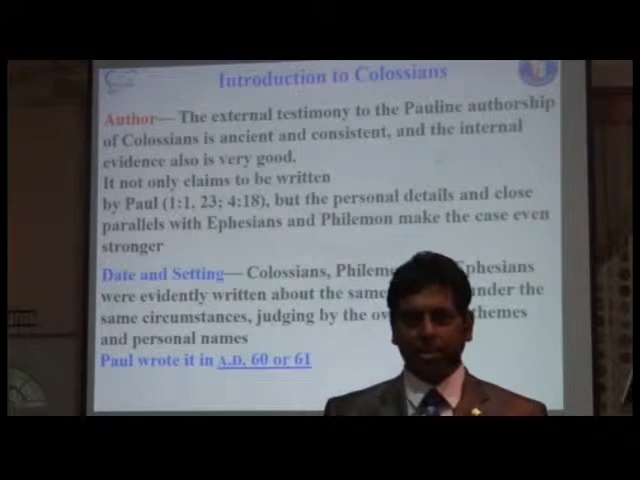 Introduction to Colossians
Author— The external testimony to the Pauline authorship
of Colossians is ancient and consistent, and the internal
evidence also is very good.
It not only claims to be written
by Paul (1:1, 23; 4:18), but the personal details and close
parallels with Ephesians and Philemon make the case even
stronger
Date and Setting— Colossians, Phileme Ephesians
were evidently written about the same under the
same circumstances, judging by the themes
and personal names
Paul wrote it in A.D. 60 or 61